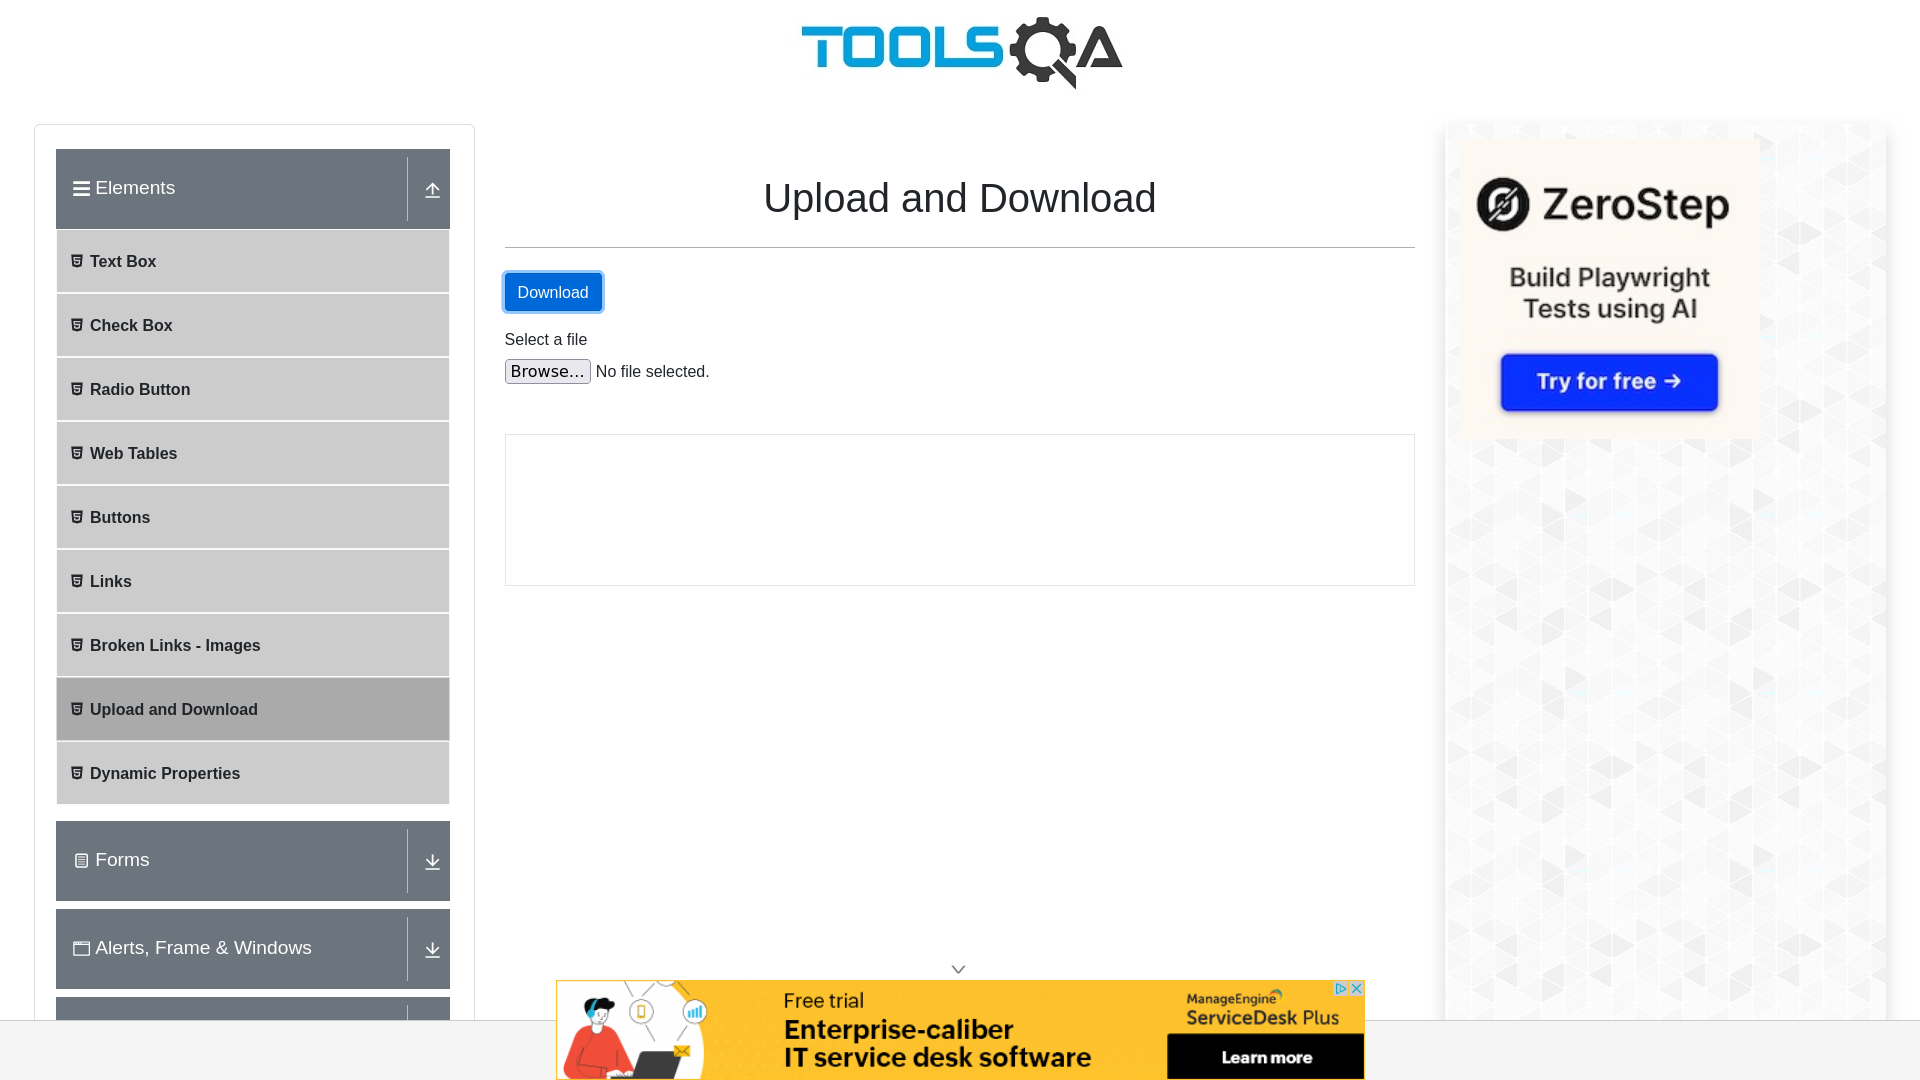 TOOLSQA
Elements
Text Box
Check Box
Radio Button
Web Tables
Buttons
Links
Broken Links - Images
Upload and Download
Dynamic Properties
Forms
Alerts, Frame & Windows
Upload and Download
Download
Select a file
Browse... No file selected.
ZeroStep
Build Playwright
Tests using AI
Try for free →
Free trial
Enterprise-caliber
IT service desk software
ManageEngine
ServiceDesk Plus
Learn more